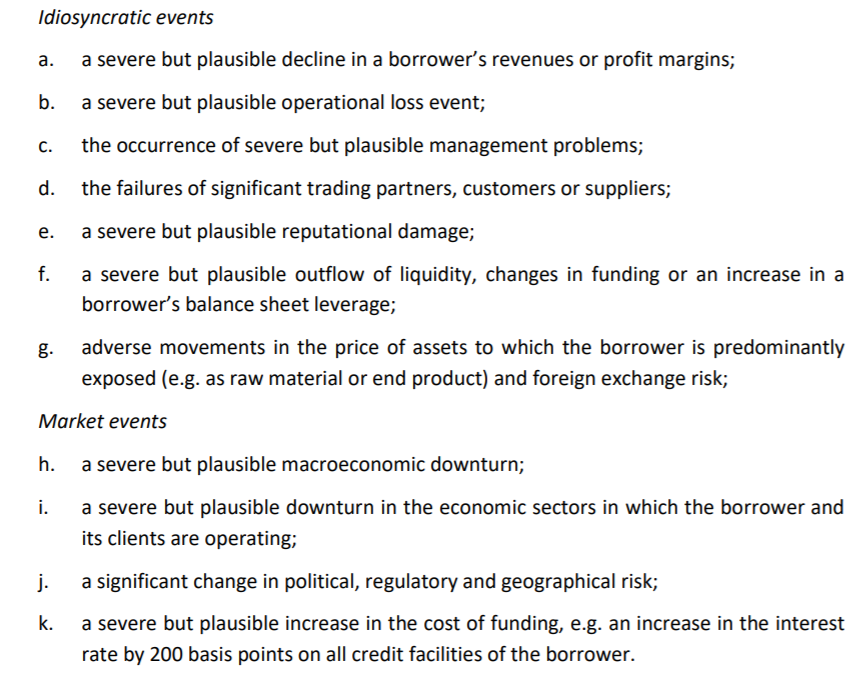 Idiosyncratic events
a. a severe but plausible decline in a borrower’s revenues or profit margins;
b. a severe but plausible operational loss event;
c. the occurrence of severe but plausible management problems;
d. the failures of significant trading partners, customers or suppliers;
e. a severe but plausible reputational damage;
f. a severe but plausible outflow of liquidity, changes in funding or an increase in a
borrower’s balance sheet leverage;
g. adverse movements in the price of assets to which the borrower is predominantly
exposed (e.g. as raw material or end product) and foreign exchange risk;
Market events
h. a severe but plausible macroeconomic downturn;
i. a severe but plausible downturn in the economic sectors in which the borrower and
its clients are operating;
j. a significant change in political, regulatory and geographical risk;
k. a severe but plausible increase in the cost of funding, e.g. an increase in the interest
rate by 200 basis points on all credit facilities of the borrower.